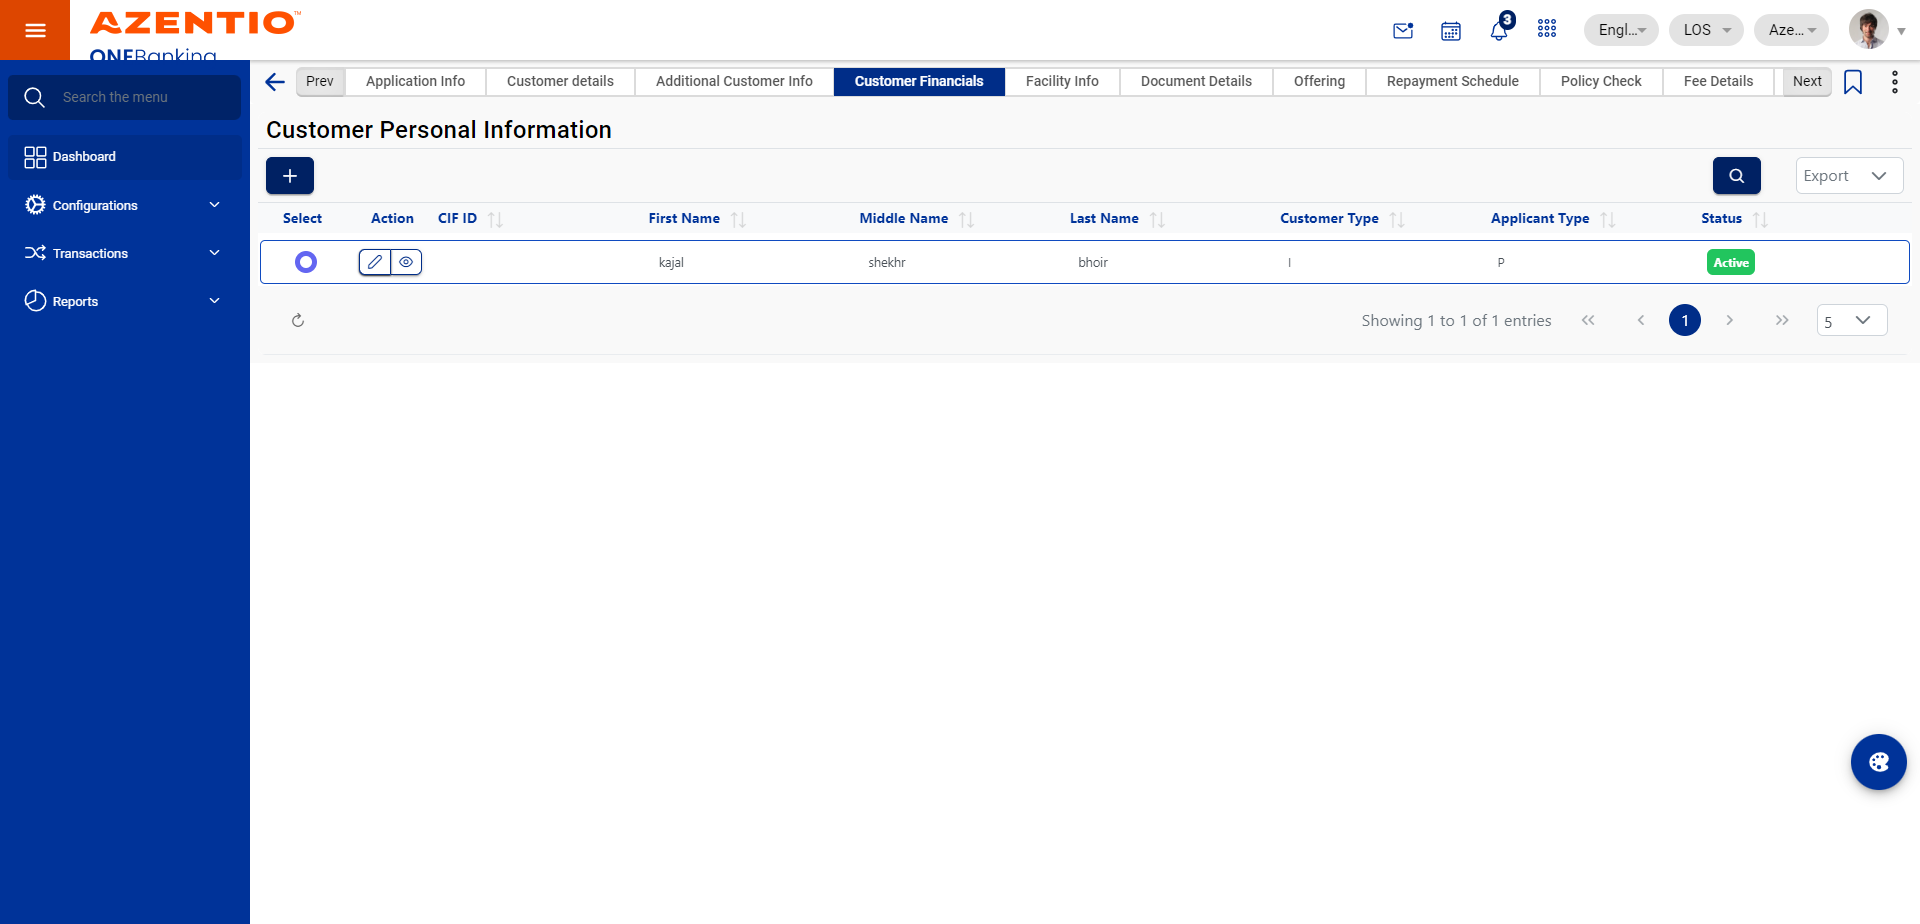 AZENTIO™
ONEBanking
3
Engl...
LOS
Aze...
Search the menu
Dashboard
Configurations
Transactions
Reports
Prev
Application Info
Customer details
Additional Customer Info
Customer Financials
Facility Info
Document Details
Offering
Repayment Schedule
Policy Check
Fee Details
Next
Customer Personal Information
Export
Select Action CIF ID First Name Middle Name Last Name Customer Type Applicant Type Status
kajal shekhr bhoir I P Active
Showing 1 to 1 of 1 entries
1
5